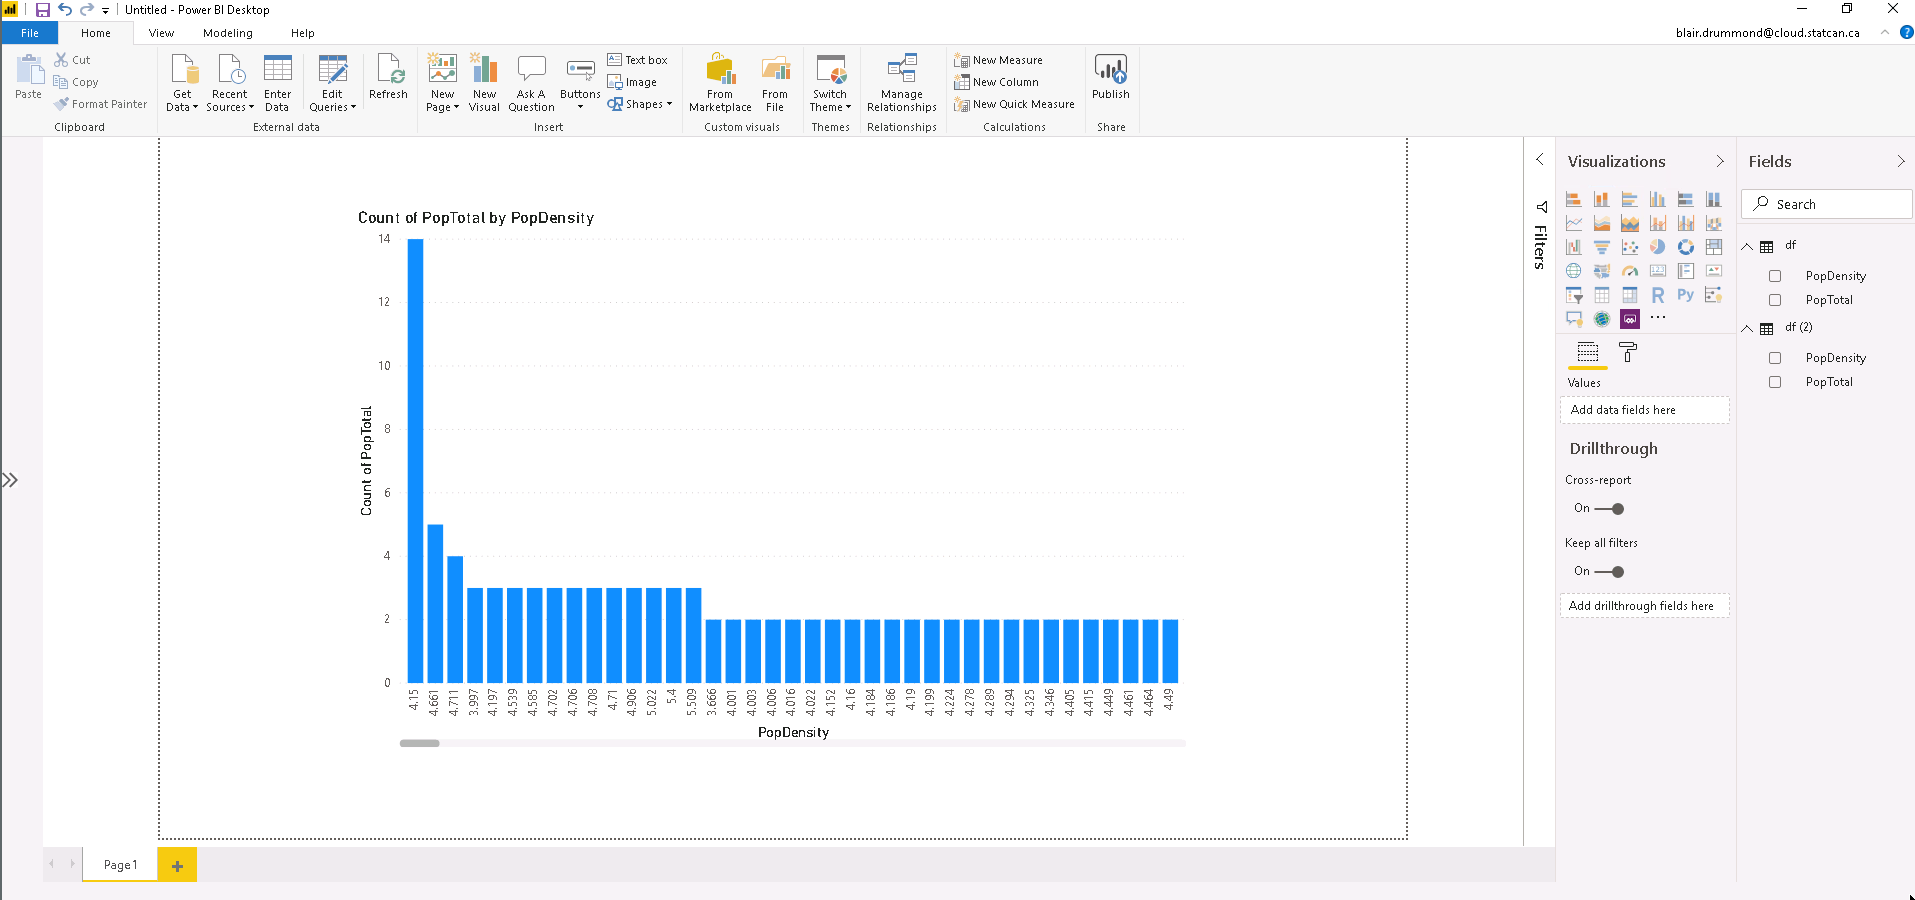 Untitled - Power BI Desktop
File Home View Modeling Help
blair.drummond@cloud.statcan.ca ?
Paste
Cut
Copy
Format Painter
Clipboard
Get Data
Recent Sources
Enter Data
Edit Queries
Refresh
External data
New Page
New Visual
Ask A Question
Buttons
Text box
Image
Shapes
Insert
From Marketplace
From File
Custom visuals
Switch Theme
Themes
Manage Relationships
Relationships
New Measure
New Column
New Quick Measure
Calculations
Publish
Share
Count of PopTotal by PopDensity
14
12
10
8
6
4
2
0
Count of PopTotal
4.15 4.661 4.711 3.997 4.197 4.539 4.585 4.702 4.706 4.708 4.71 4.906 5.022 5.4 5.509 3.666 4.001 4.003 4.006 4.016 4.022 4.152 4.16 4.184 4.186 4.19 4.199 4.224 4.278 4.289 4.294 4.325 4.346 4.405 4.415 4.449 4.461 4.464 4.49
PopDensity
Page1
+
Filters
Visualizations
123
R
Py
...
Values
Add data fields here
Drillthrough
Cross-report
On
Keep all filters
On
Add drillthrough fields here
Fields
Search
df
PopDensity
PopTotal
df (2)
PopDensity
PopTotal